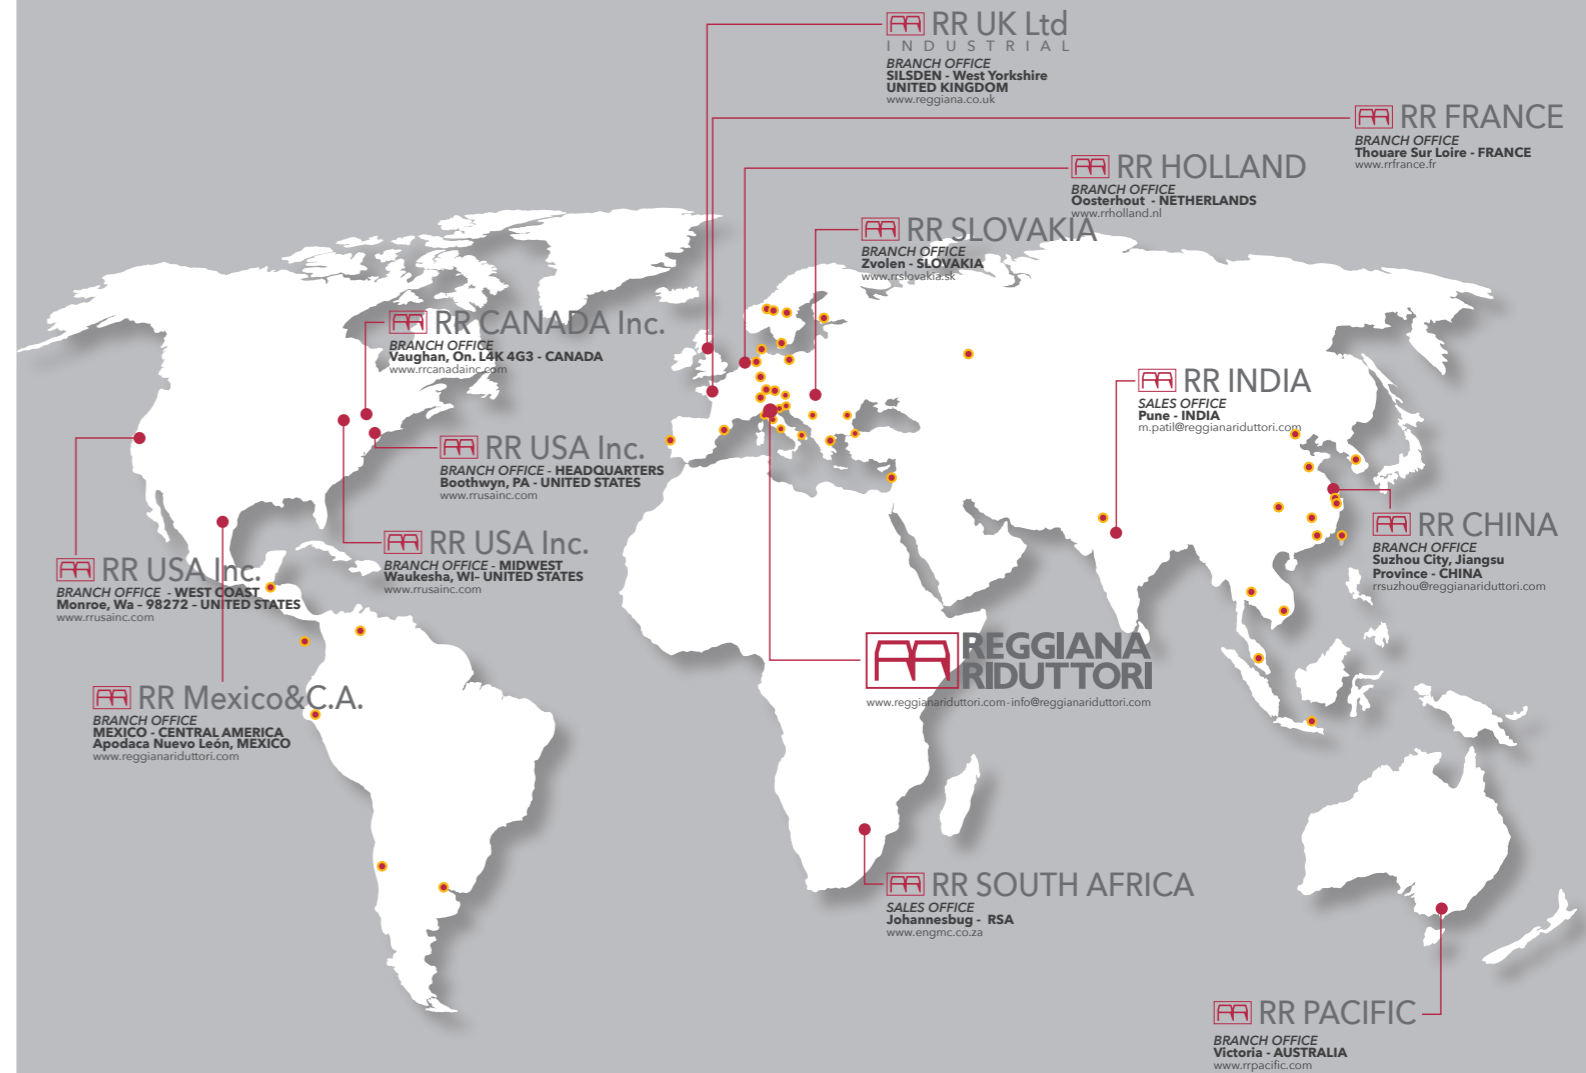 RR UK Ltd
INDUSTRIAL
BRANCH OFFICE
SILSDEN - West Yorkshire
UNITED KINGDOM
www.reggiana.co.uk
RR FRANCE
BRANCH OFFICE
Thouare Sur Loire - FRANCE
www.rrfrance.fr
RR HOLLAND
BRANCH OFFICE
Oosterhout - NETHERLANDS
www.rrholland.nl
RR SLOVAKIA
BRANCH OFFICE
Zvolen - SLOVAKIA
www.rrslovakia.sk
RR CANADA Inc.
BRANCH OFFICE
Vaughan, On. L4K 4G3 - CANADA
www.rrcanadainc.com
RR INDIA
SALES OFFICE
Pune - INDIA
m.patil@reggianariduttori.com
RR USA Inc.
BRANCH OFFICE - HEADQUARTERS
Boothwyn, PA - UNITED STATES
www.rrusainc.com
RR CHINA
BRANCH OFFICE
Suzhou City, Jiangsu
Province - CHINA
rrsuzhou@reggianariduttori.com
RR USA Inc.
BRANCH OFFICE - MIDWEST
Waukesha, WI- UNITED STATES
www.rrusainc.com
RR USA Inc.
BRANCH OFFICE - WEST COAST
Monroe, Wa - 98272 - UNITED STATES
www.rrusainc.com
REGGIANA
RIDUTTORI
www.reggianariduttori.com-info@reggianariduttori.com
RR Mexico&C.A.
BRANCH OFFICE
MEXICO - CENTRAL AMERICA
Apodaca Nuevo León, MEXICO
www.reggianariduttori.com
RR SOUTH AFRICA
SALES OFFICE
Johannesbug - RSA
www.engmc.co.za
RR PACIFIC
BRANCH OFFICE
Victoria - AUSTRALIA
www.rrpacific.com